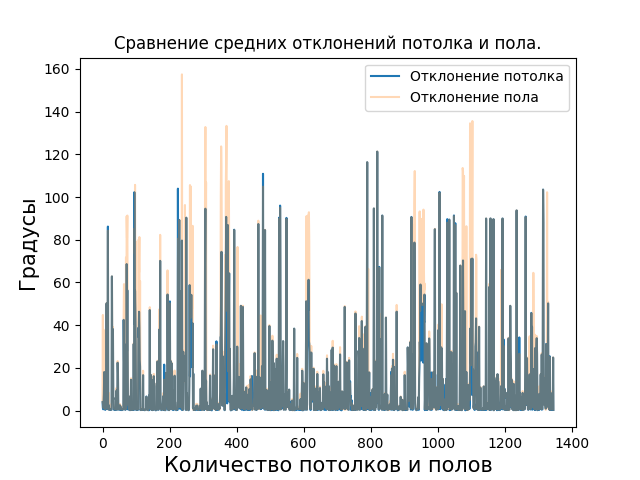 Сравнение средних отклонений потолка и пола.
Отклонение потолка
Отклонение пола
160
140
120
100
80
60
40
20
0
Градусы
0 200 400 600 800 1000 1200 1400
Количество потолков и полов